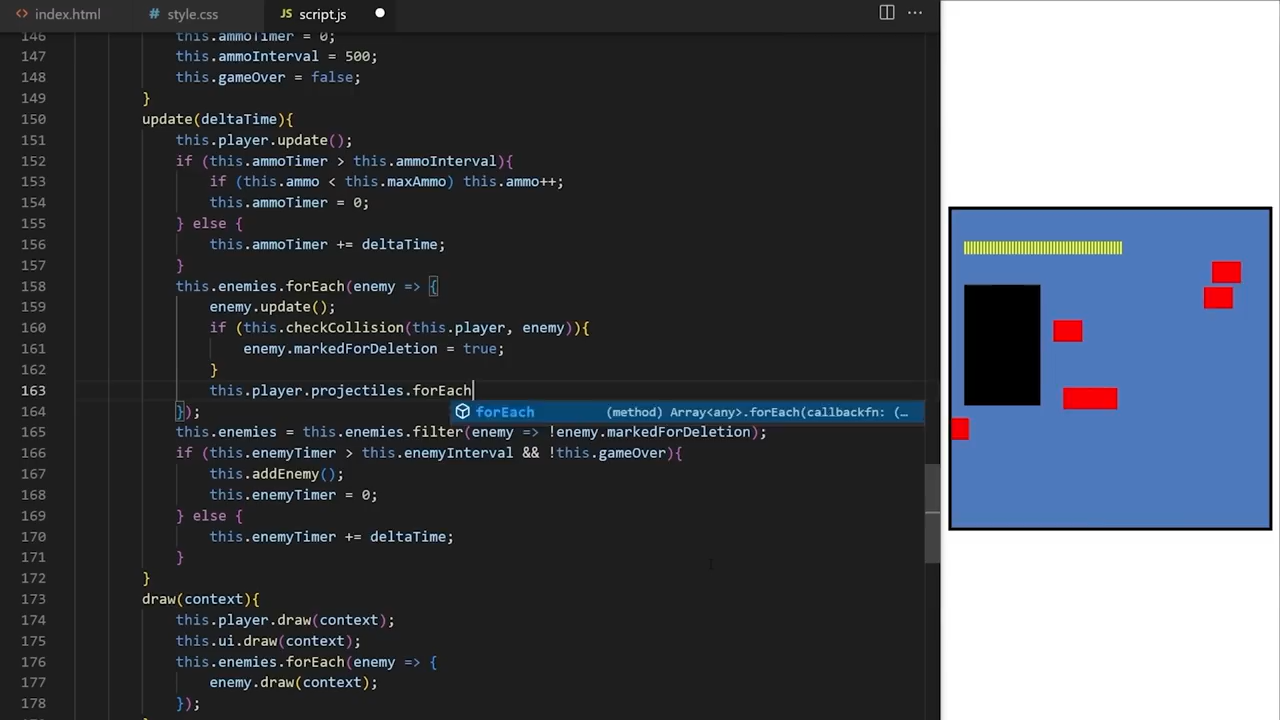 index.html
style.css
JS script.js
146 this.ammoTimer = 0;
147 this.ammoInterval = 500;
148 this.gameOver = false;
149 }
150 update(deltaTime){
151 this.player.update();
152 if (this.ammoTimer > this.ammoInterval){
153 if (this.ammo < this.maxAmmo) this.ammo++;
154 this.ammoTimer = 0;
155 } else {
156 this.ammoTimer += deltaTime;
157 }
158 this.enemies.forEach(enemy => {
159 enemy.update();
160 if (this.checkCollision(this.player, enemy)){
161 enemy.markedForDeletion = true;
162 }
163 this.player.projectiles.forEach
forEach (method) Array<any>.forEach(callbackfn: (…
164 });
165 this.enemies = this.enemies.filter(enemy => !enemy.markedForDeletion);
166 if (this.enemyTimer > this.enemyInterval && !this.gameOver){
167 this.addEnemy();
168 this.enemyTimer = 0;
169 } else {
170 this.enemyTimer += deltaTime;
171 }
172 }
173 draw(context){
174 this.player.draw(context);
175 this.ui.draw(context);
176 this.enemies.forEach(enemy => {
177 enemy.draw(context);
178 });